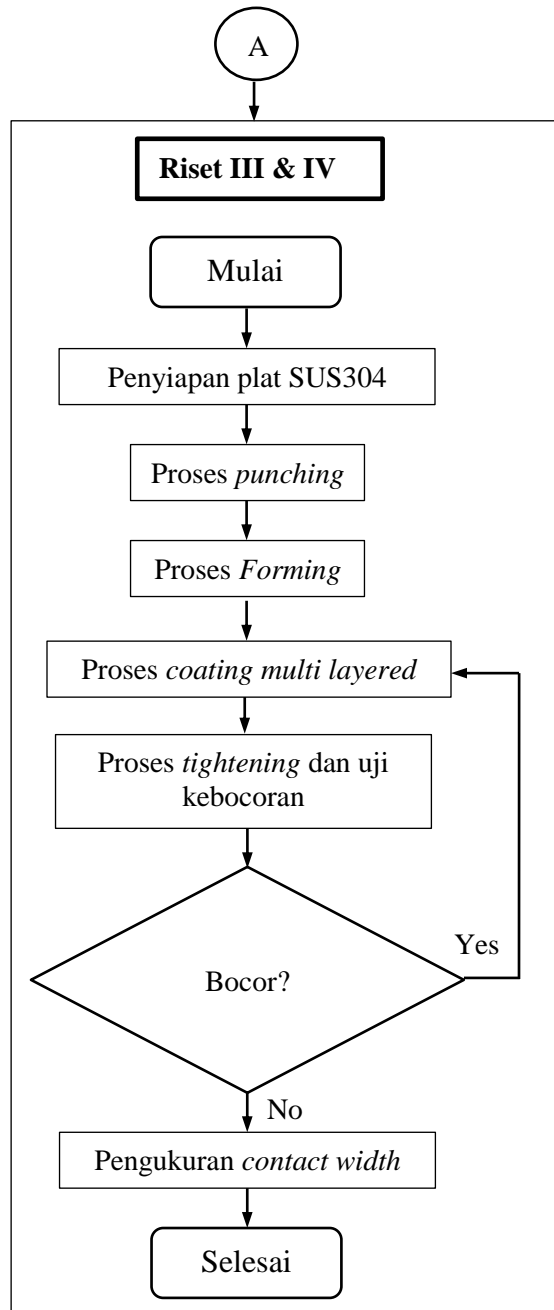 A
Riset III & IV
Mulai
Penyiapan plat SUS304
Proses punching
Proses Forming
Proses coating multi layered
Proses tightening dan uji
kebocoran
Yes
Bocor?
No
Pengukuran contact width
Selesai